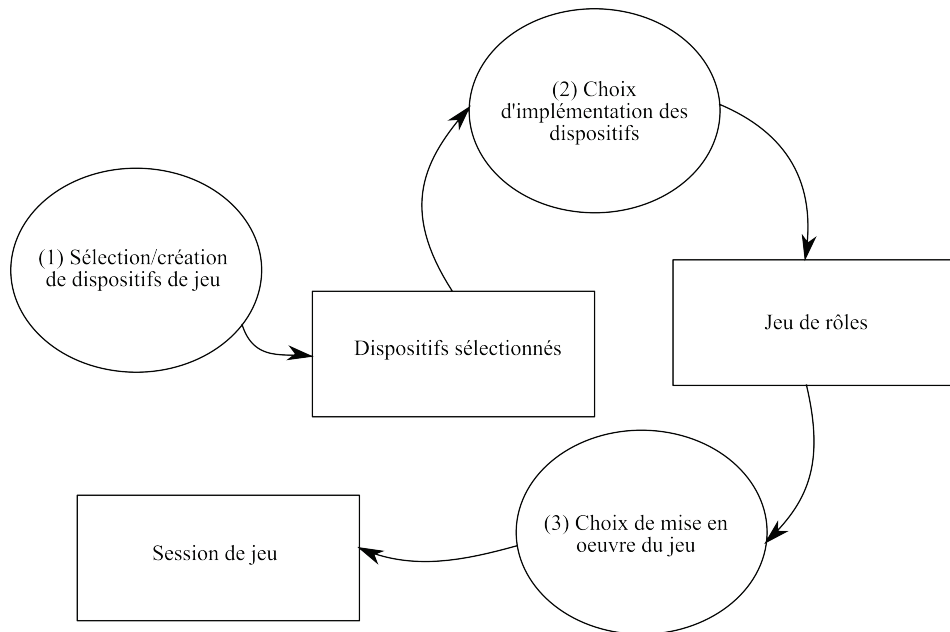 (2) Choix
d'implémentation des
dispositifs
(1) Sélection/création
de dispositifs de jeu
Jeu de rôles
Dispositifs sélectionnés
(3) Choix de mise en
oeuvre du jeu
Session de jeu